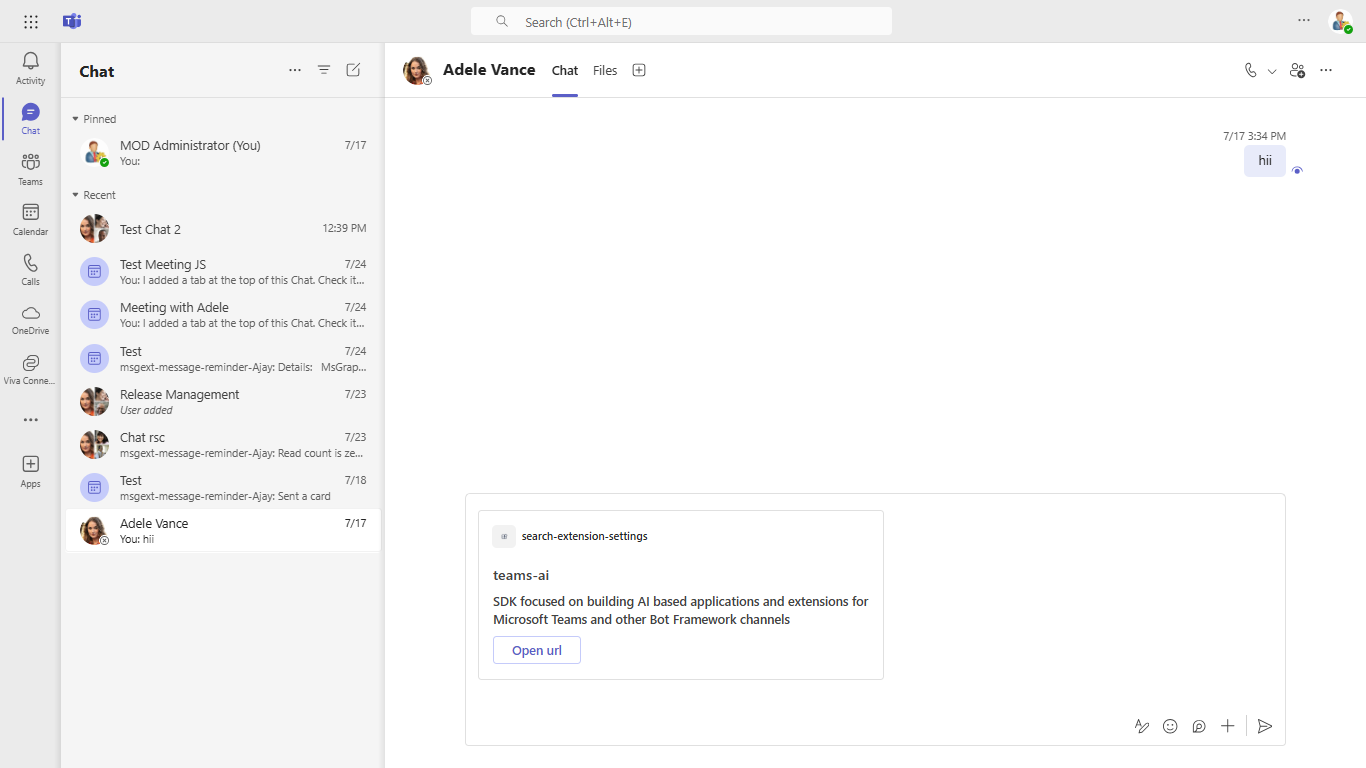 Search (Ctrl+Alt+E)
Activity
Chat
Teams
Calendar
Calls
OneDrive
Viva Conne...
Apps
Chat
Pinned
MOD Administrator (You) 7/17
You:
Recent
Test Chat 2 12:39 PM
Test Meeting JS 7/24
You: I added a tab at the top of this Chat. Check it...
Meeting with Adele 7/24
You: I added a tab at the top of this Chat. Check it...
Test 7/24
msgext-message-reminder-Ajay: Details: MsGrap...
Release Management 7/23
User added
Chat rsc 7/23
msgext-message-reminder-Ajay: Read count is ze...
Test 7/18
msgext-message-reminder-Ajay: Sent a card
Adele Vance 7/17
You: hii
Adele Vance Chat Files
7/17 3:34 PM
hii
search-extension-settings
teams-ai
SDK focused on building AI based applications and extensions for
Microsoft Teams and other Bot Framework channels
Open url